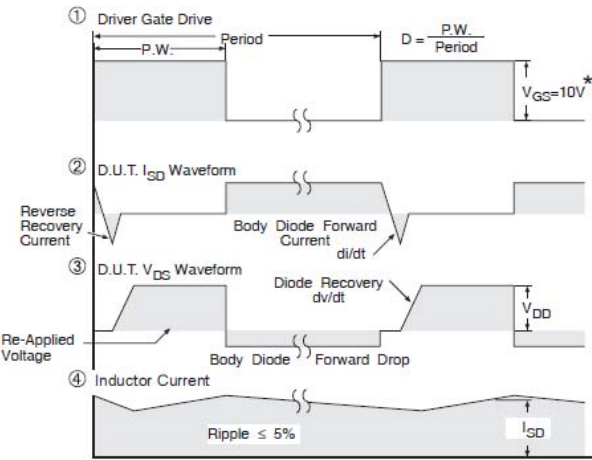 ① Driver Gate Drive
P.W.
Period
D = P.W.
Period
VGS=10V*
② D.U.T. ISD Waveform
Reverse
Recovery
Current
Body Diode Forward
Current
di/dt
③ D.U.T. VDS Waveform
Diode Recovery
dv/dt
VDD
Re-Applied
Voltage
Body Diode Forward Drop
④ Inductor Current
Ripple ≤ 5%
ISD